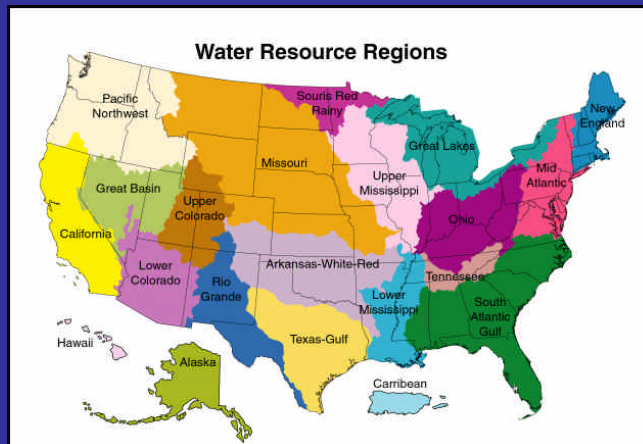 Water Resource Regions
Pacific
Northwest
Souris Red
Rainy
New
England
Great Lakes
Missouri
Upper
Mississippi
Mid
Atlantic
Great Basin
Upper
Colorado
Ohio
California
Lower
Colorado
Arkansas-White-Red
Tennessee
Rio
Grande
Lower
Mississippi
South
Atlantic
Gulf
Texas-Gulf
Hawaii
Alaska
Carribean